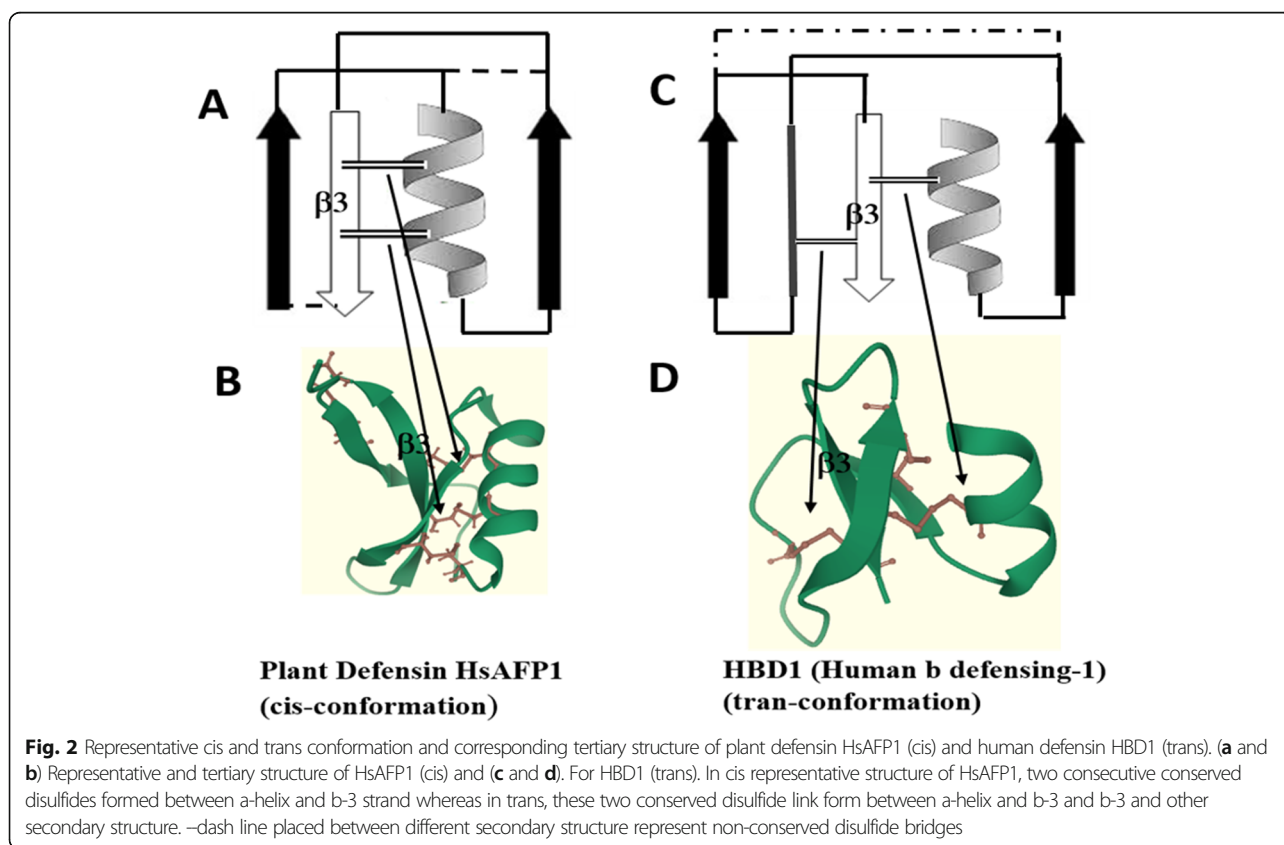 A
C
β3
β3
B
D
β3
β3
Plant Defensin HsAFP1
(cis-conformation)
HBD1 (Human b defensing-1)
(tran-conformation)
Fig. 2 Representative cis and trans conformation and corresponding tertiary structure of plant defensin HsAFP1 (cis) and human defensin HBD1 (trans). (a and
b) Representative and tertiary structure of HsAFP1 (cis) and (c and d). For HBD1 (trans). In cis representative structure of HsAFP1, two consecutive conserved
disulfides formed between a-helix and b-3 strand whereas in trans, these two conserved disulfide link form between a-helix and b-3 and b-3 and other
secondary structure. –dash line placed between different secondary structure represent non-conserved disulfide bridges